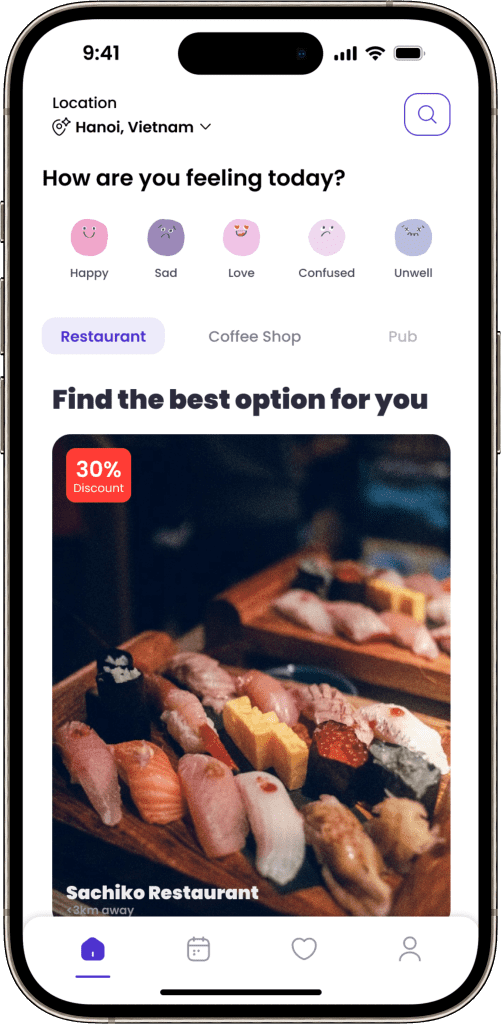 9:41
Location
Hanoi, Vietnam
How are you feeling today?
Happy Sad Love Confused Unwell
Restaurant Coffee Shop Pub
Find the best option for you
30%
Discount
Sachiko Restaurant
<3km away